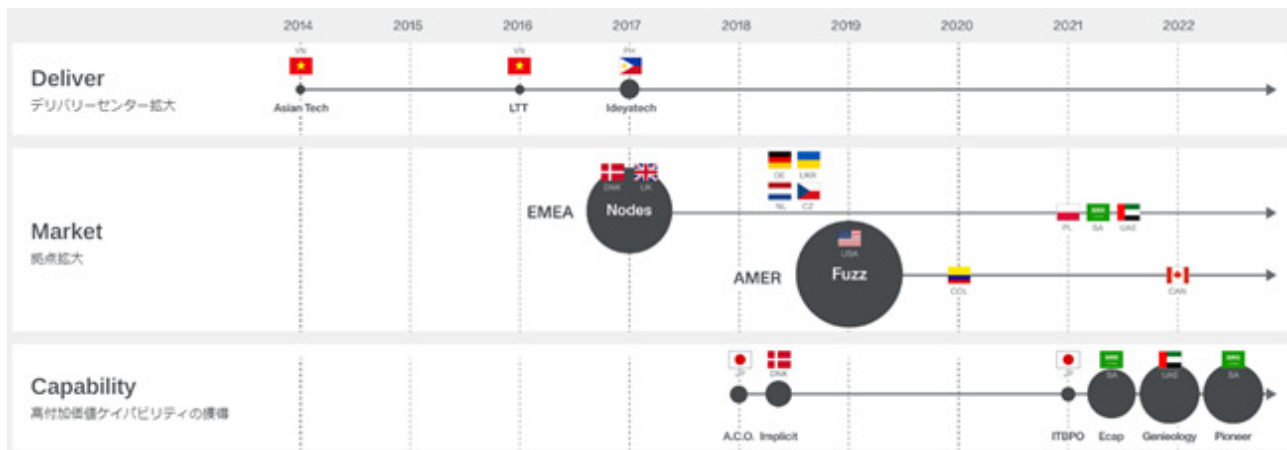 2014 2015 2016 2017 2018 2019 2020 2021 2022
VN VN PH
Deliver
デリバリーセンター拡大
Asian Tech LTT Ideyatech
DE UKR
DNK UK
NL CZ
EMEA Nodes
PL SA UAE
Market
拠点拡大
USA
AMER Fuzz
COL CAN
JP DNK JP SA UAE SA
Capability
高付加価値ケイパビリティの獲得
A.C.O. Implicit ITBPO Ecap Genieology Pioneer